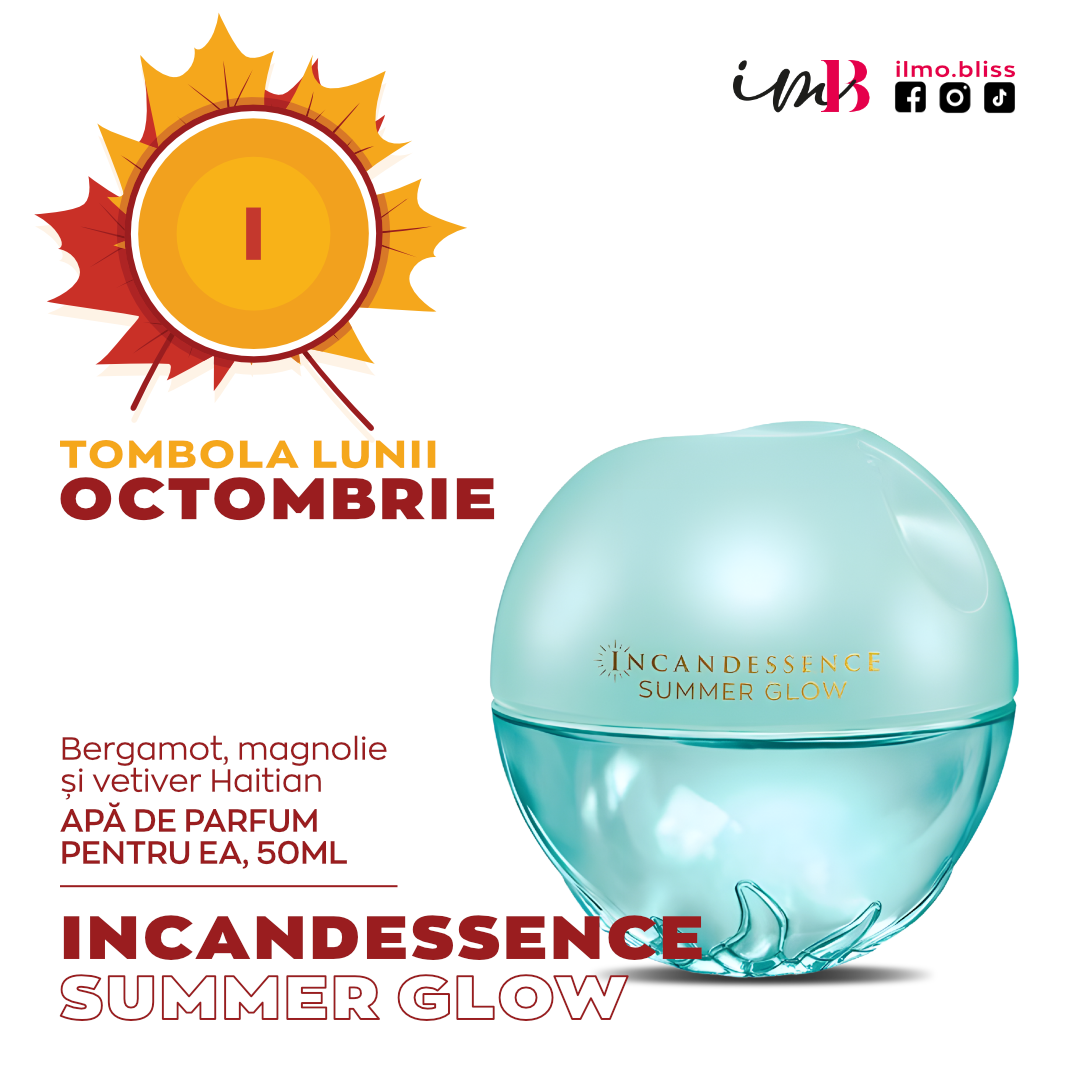 imB
ilmo.bliss
I
TOMBOLA LUNII
OCTOMBRIE
INCANDESSENCE
SUMMER GLOW
Bergamot, magnolie
și vetiver Haitian
APĂ DE PARFUM
PENTRU EA, 50ML
INCANDESSENCE
SUMMER GLOW